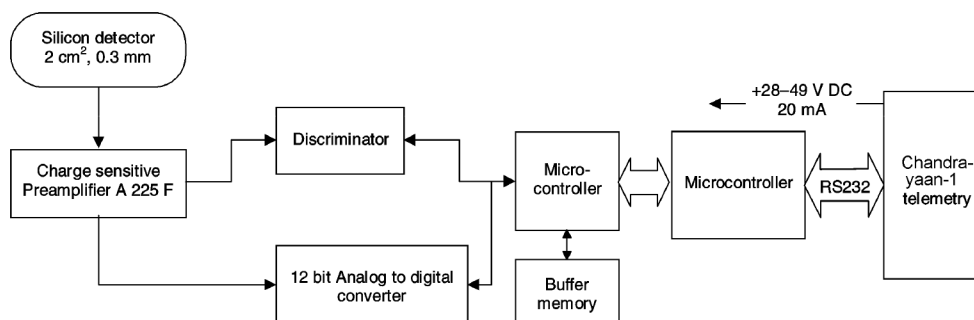 Silicon detector
2 cm², 0.3 mm
Charge sensitive
Preamplifier A 225 F
Discriminator
12 bit Analog to digital
converter
Micro-
controller
Buffer
memory
Microcontroller
+28–49 V DC
20 mA
RS232
Chandra-
yaan-1
telemetry